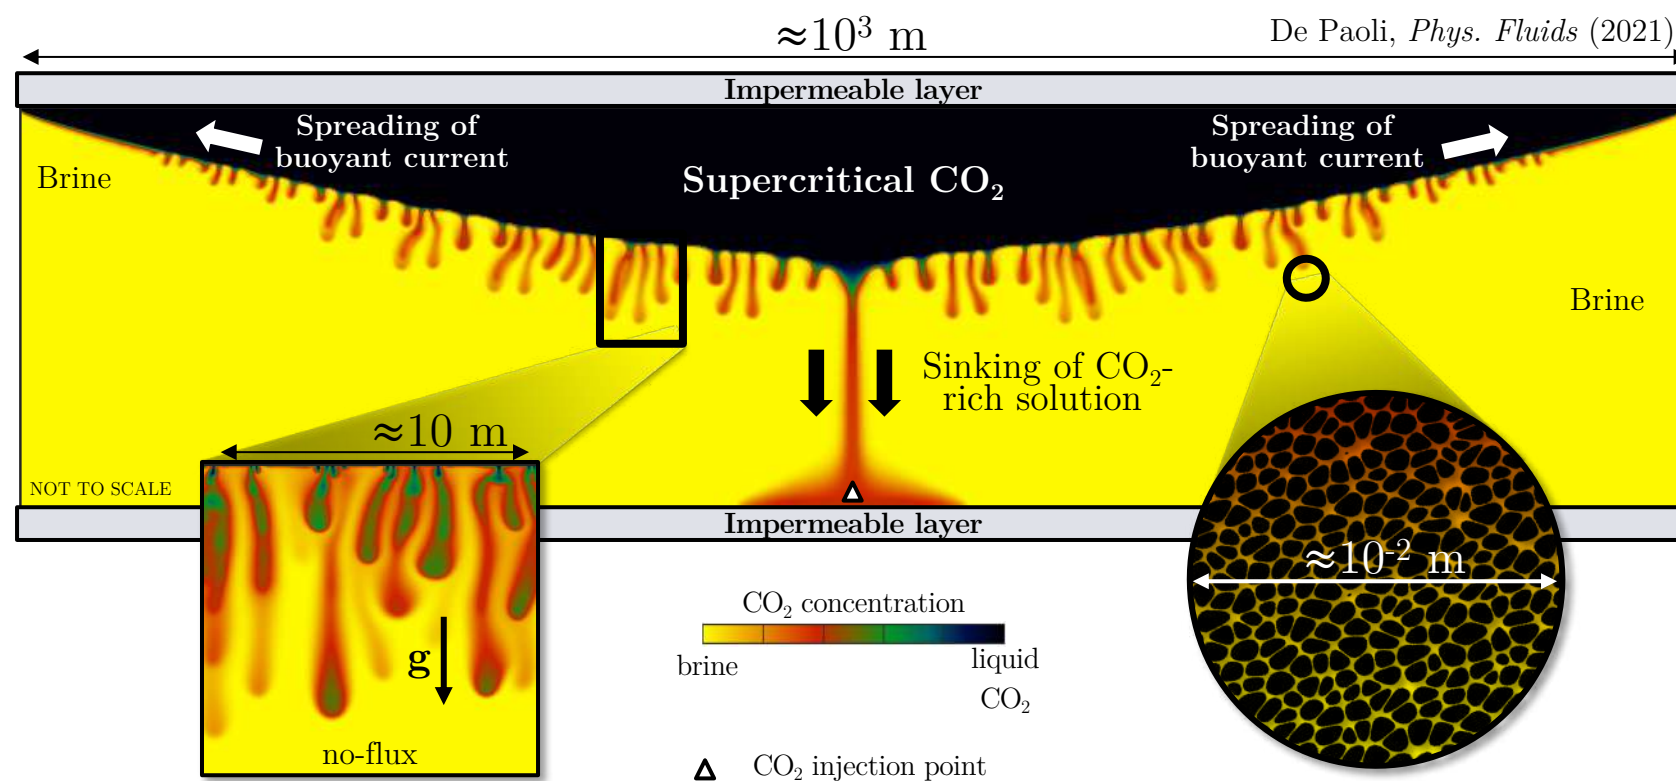 ≈10³ m
De Paoli, Phys. Fluids (2021)
Impermeable layer
Spreading of
buoyant current
Spreading of
buoyant current
Brine
Supercritical CO₂
Brine
Sinking of CO₂-
rich solution
≈10 m
NOT TO SCALE
Impermeable layer
≈10⁻² m
g
no-flux
CO₂ concentration
brine
liquid
CO₂
CO₂ injection point